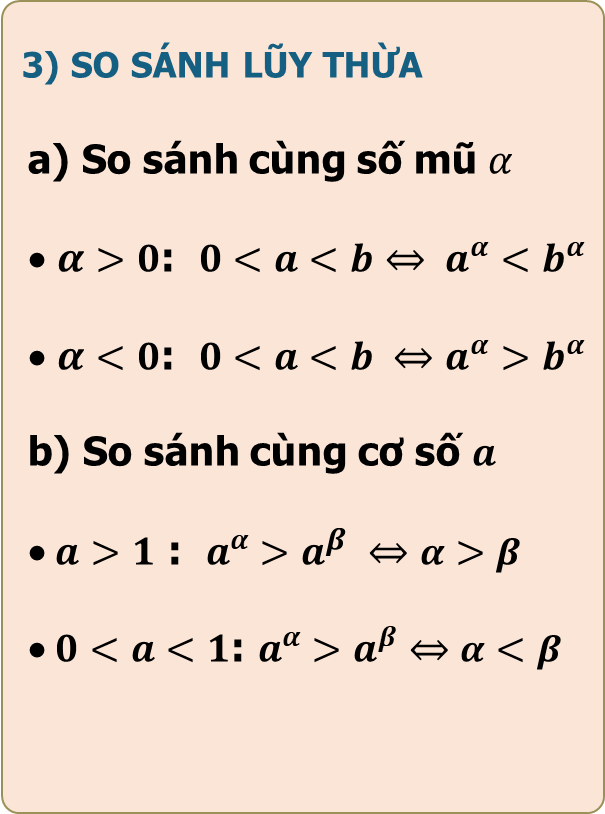 3) SO SÁNH LŨY THỪA
a) So sánh cùng số mũ α
• α > 0: 0 < a < b ⇔ a^α < b^α
• α < 0: 0 < a < b ⇔ a^α > b^α
b) So sánh cùng cơ số a
• a > 1 : a^α > a^β ⇔ α > β
• 0 < a < 1: a^α > a^β ⇔ α < β